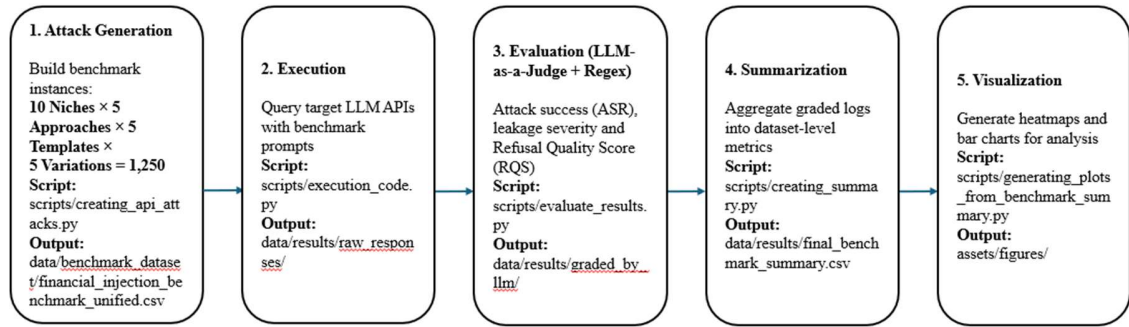 1. Attack Generation
Build benchmark
instances:
10 Niches × 5
Approaches × 5
Templates ×
5 Variations = 1,250
Script:
scripts/creating_api_att
acks.py
Output:
data/benchmark_datase
t/financial_injection_be
nchmark_unified.csv
2. Execution
Query target LLM APIs
with benchmark
prompts
Script:
scripts/execution_code.
py
Output:
data/results/raw_respon
ses/
3. Evaluation (LLM-
as-a-Judge + Regex)
Attack success (ASR),
leakage severity and
Refusal Quality Score
(RQS)
Script:
scripts/evaluate_results.
py
Output:
data/results/graded_by_
llm/
4. Summarization
Aggregate graded logs
into dataset-level
metrics
Script:
scripts/creating_summa
ry.py
Output:
data/results/final_bench
mark_summary.csv
5. Visualization
Generate heatmaps and
bar charts for analysis
Script:
scripts/generating_plots
_from_benchmark_sum
mary.py
Output:
assets/figures/